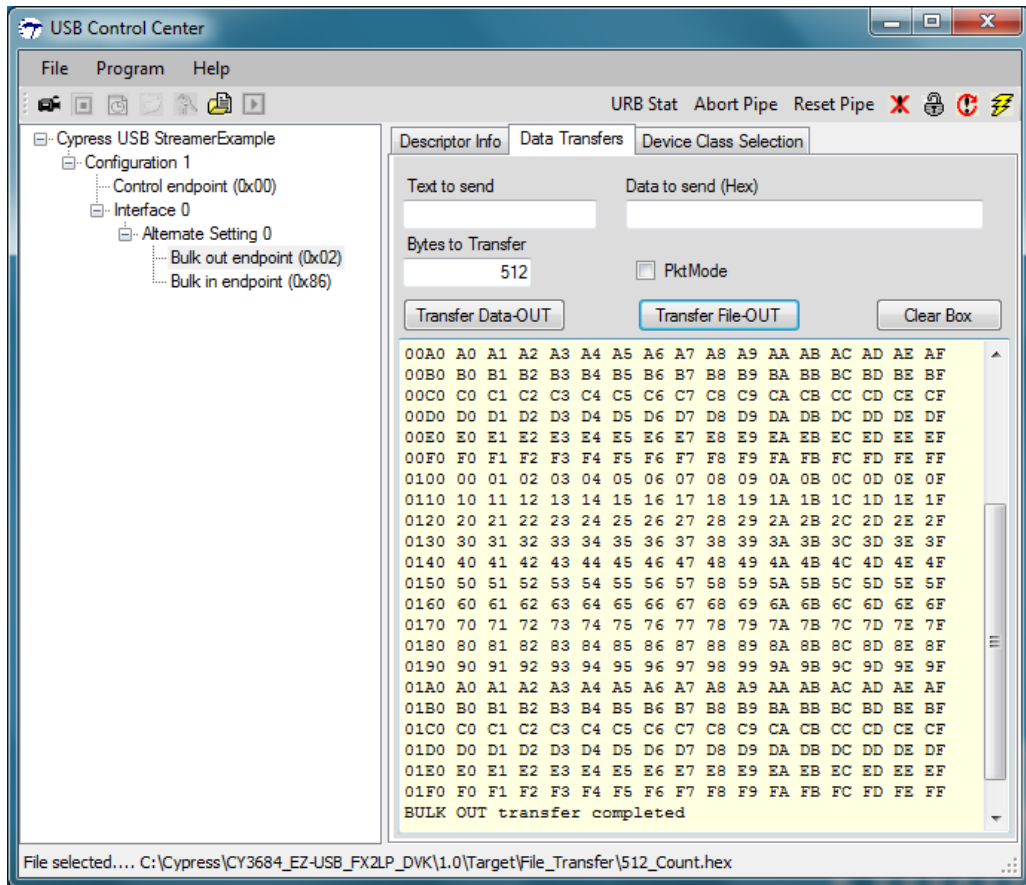 USB Control Center
File Program Help
URB Stat Abort Pipe Reset Pipe
Cypress USB StreamerExample
Configuration 1
Control endpoint (0x00)
Interface 0
Alternate Setting 0
Bulk out endpoint (0x02)
Bulk in endpoint (0x86)
Descriptor Info Data Transfers Device Class Selection
Text to send Data to send (Hex)
Bytes to Transfer
512 PktMode
Transfer Data-OUT Transfer File-OUT Clear Box
00A0 A0 A1 A2 A3 A4 A5 A6 A7 A8 A9 AA AB AC AD AE AF
00B0 B0 B1 B2 B3 B4 B5 B6 B7 B8 B9 BA BB BC BD BE BF
00C0 C0 C1 C2 C3 C4 C5 C6 C7 C8 C9 CA CB CC CD CE CF
00D0 D0 D1 D2 D3 D4 D5 D6 D7 D8 D9 DA DB DC DD DE DF
00E0 E0 E1 E2 E3 E4 E5 E6 E7 E8 E9 EA EB EC ED EE EF
00F0 F0 F1 F2 F3 F4 F5 F6 F7 F8 F9 FA FB FC FD FE FF
0100 00 01 02 03 04 05 06 07 08 09 0A 0B 0C 0D 0E 0F
0110 10 11 12 13 14 15 16 17 18 19 1A 1B 1C 1D 1E 1F
0120 20 21 22 23 24 25 26 27 28 29 2A 2B 2C 2D 2E 2F
0130 30 31 32 33 34 35 36 37 38 39 3A 3B 3C 3D 3E 3F
0140 40 41 42 43 44 45 46 47 48 49 4A 4B 4C 4D 4E 4F
0150 50 51 52 53 54 55 56 57 58 59 5A 5B 5C 5D 5E 5F
0160 60 61 62 63 64 65 66 67 68 69 6A 6B 6C 6D 6E 6F
0170 70 71 72 73 74 75 76 77 78 79 7A 7B 7C 7D 7E 7F
0180 80 81 82 83 84 85 86 87 88 89 8A 8B 8C 8D 8E 8F
0190 90 91 92 93 94 95 96 97 98 99 9A 9B 9C 9D 9E 9F
01A0 A0 A1 A2 A3 A4 A5 A6 A7 A8 A9 AA AB AC AD AE AF
01B0 B0 B1 B2 B3 B4 B5 B6 B7 B8 B9 BA BB BC BD BE BF
01C0 C0 C1 C2 C3 C4 C5 C6 C7 C8 C9 CA CB CC CD CE CF
01D0 D0 D1 D2 D3 D4 D5 D6 D7 D8 D9 DA DB DC DD DE DF
01E0 E0 E1 E2 E3 E4 E5 E6 E7 E8 E9 EA EB EC ED EE EF
01F0 F0 F1 F2 F3 F4 F5 F6 F7 F8 F9 FA FB FC FD FE FF
BULK OUT transfer completed
File selected.... C:\Cypress\CY3684_EZ-USB_FX2LP_DVK\1.0\Target\File_Transfer\512_Count.hex